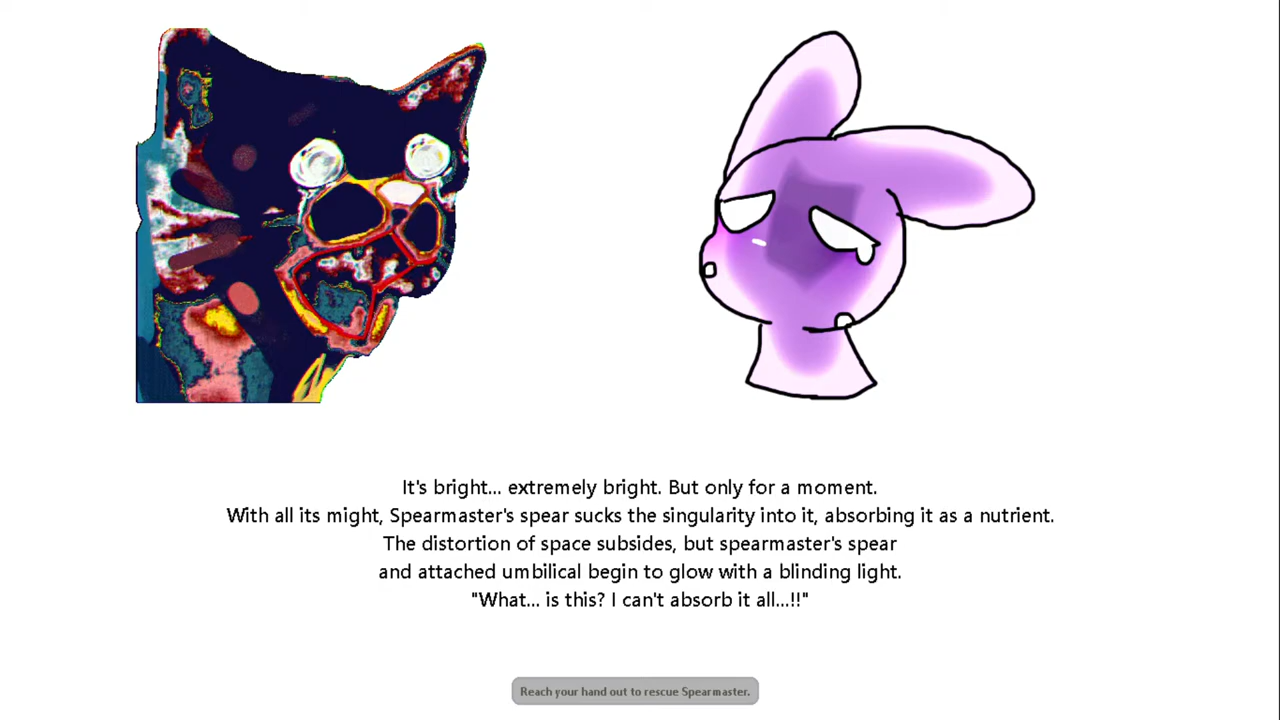 It's bright... extremely bright. But only for a moment.
With all its might, Spearmaster's spear sucks the singularity into it, absorbing it as a nutrient.
The distortion of space subsides, but spearmaster's spear
and attached umbilical begin to glow with a blinding light.
"What... is this? I can't absorb it all...!!"
Reach your hand out to rescue Spearmaster.